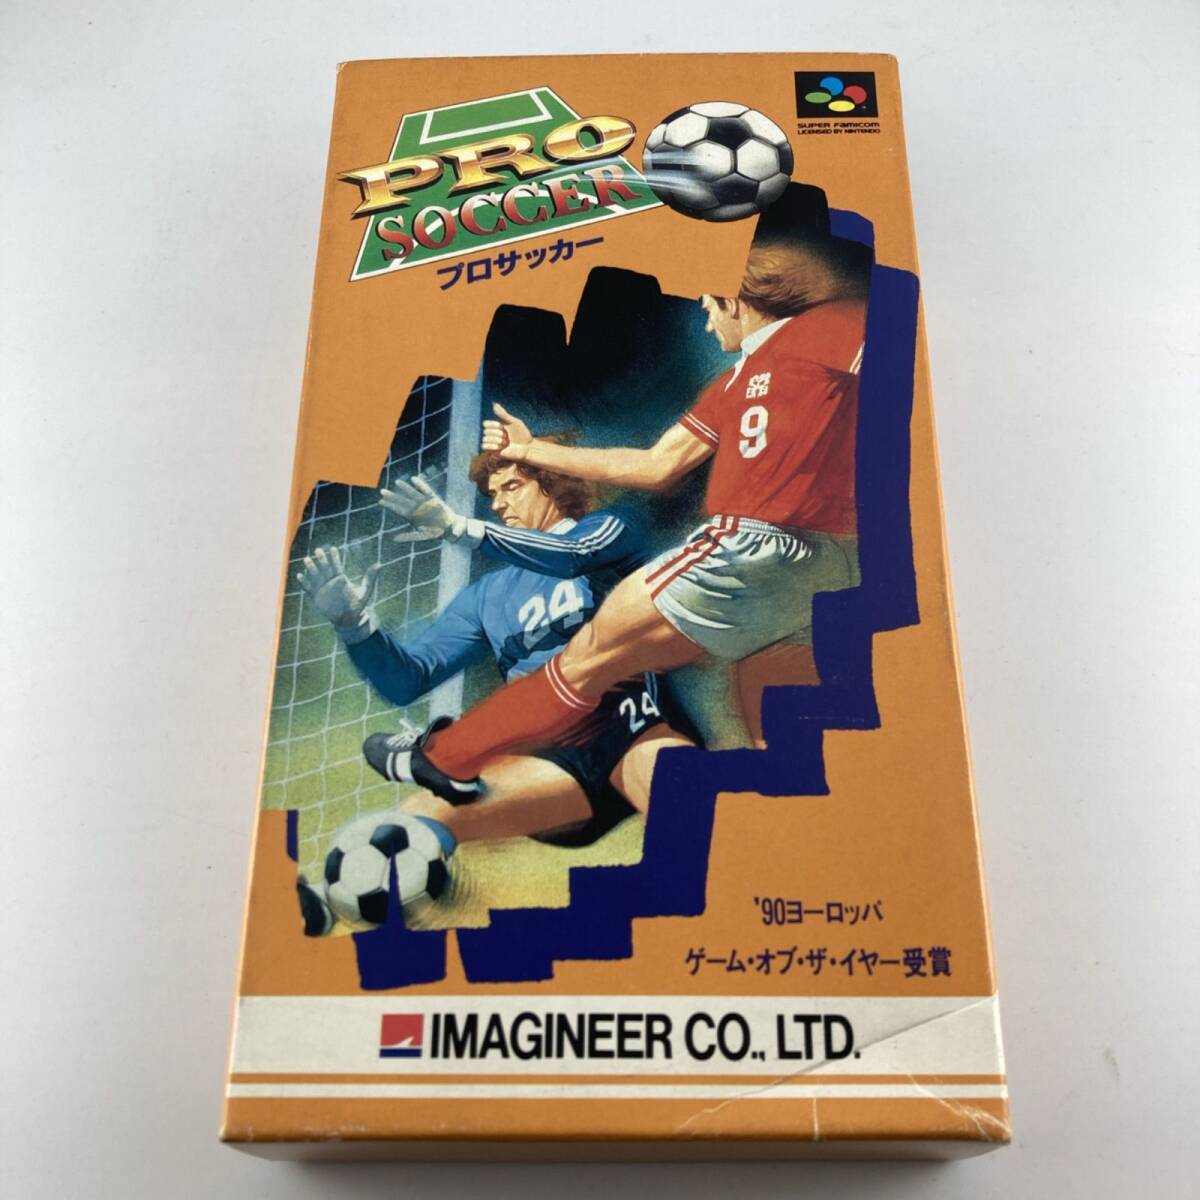 PRO
SOCCER
プロサッカー
SUPER FAMICOM
LICENSED BY NINTENDO
9
24
24
'90ヨーロッパ
ゲーム・オブ・ザ・イヤー受賞
IMAGINEER CO., LTD.